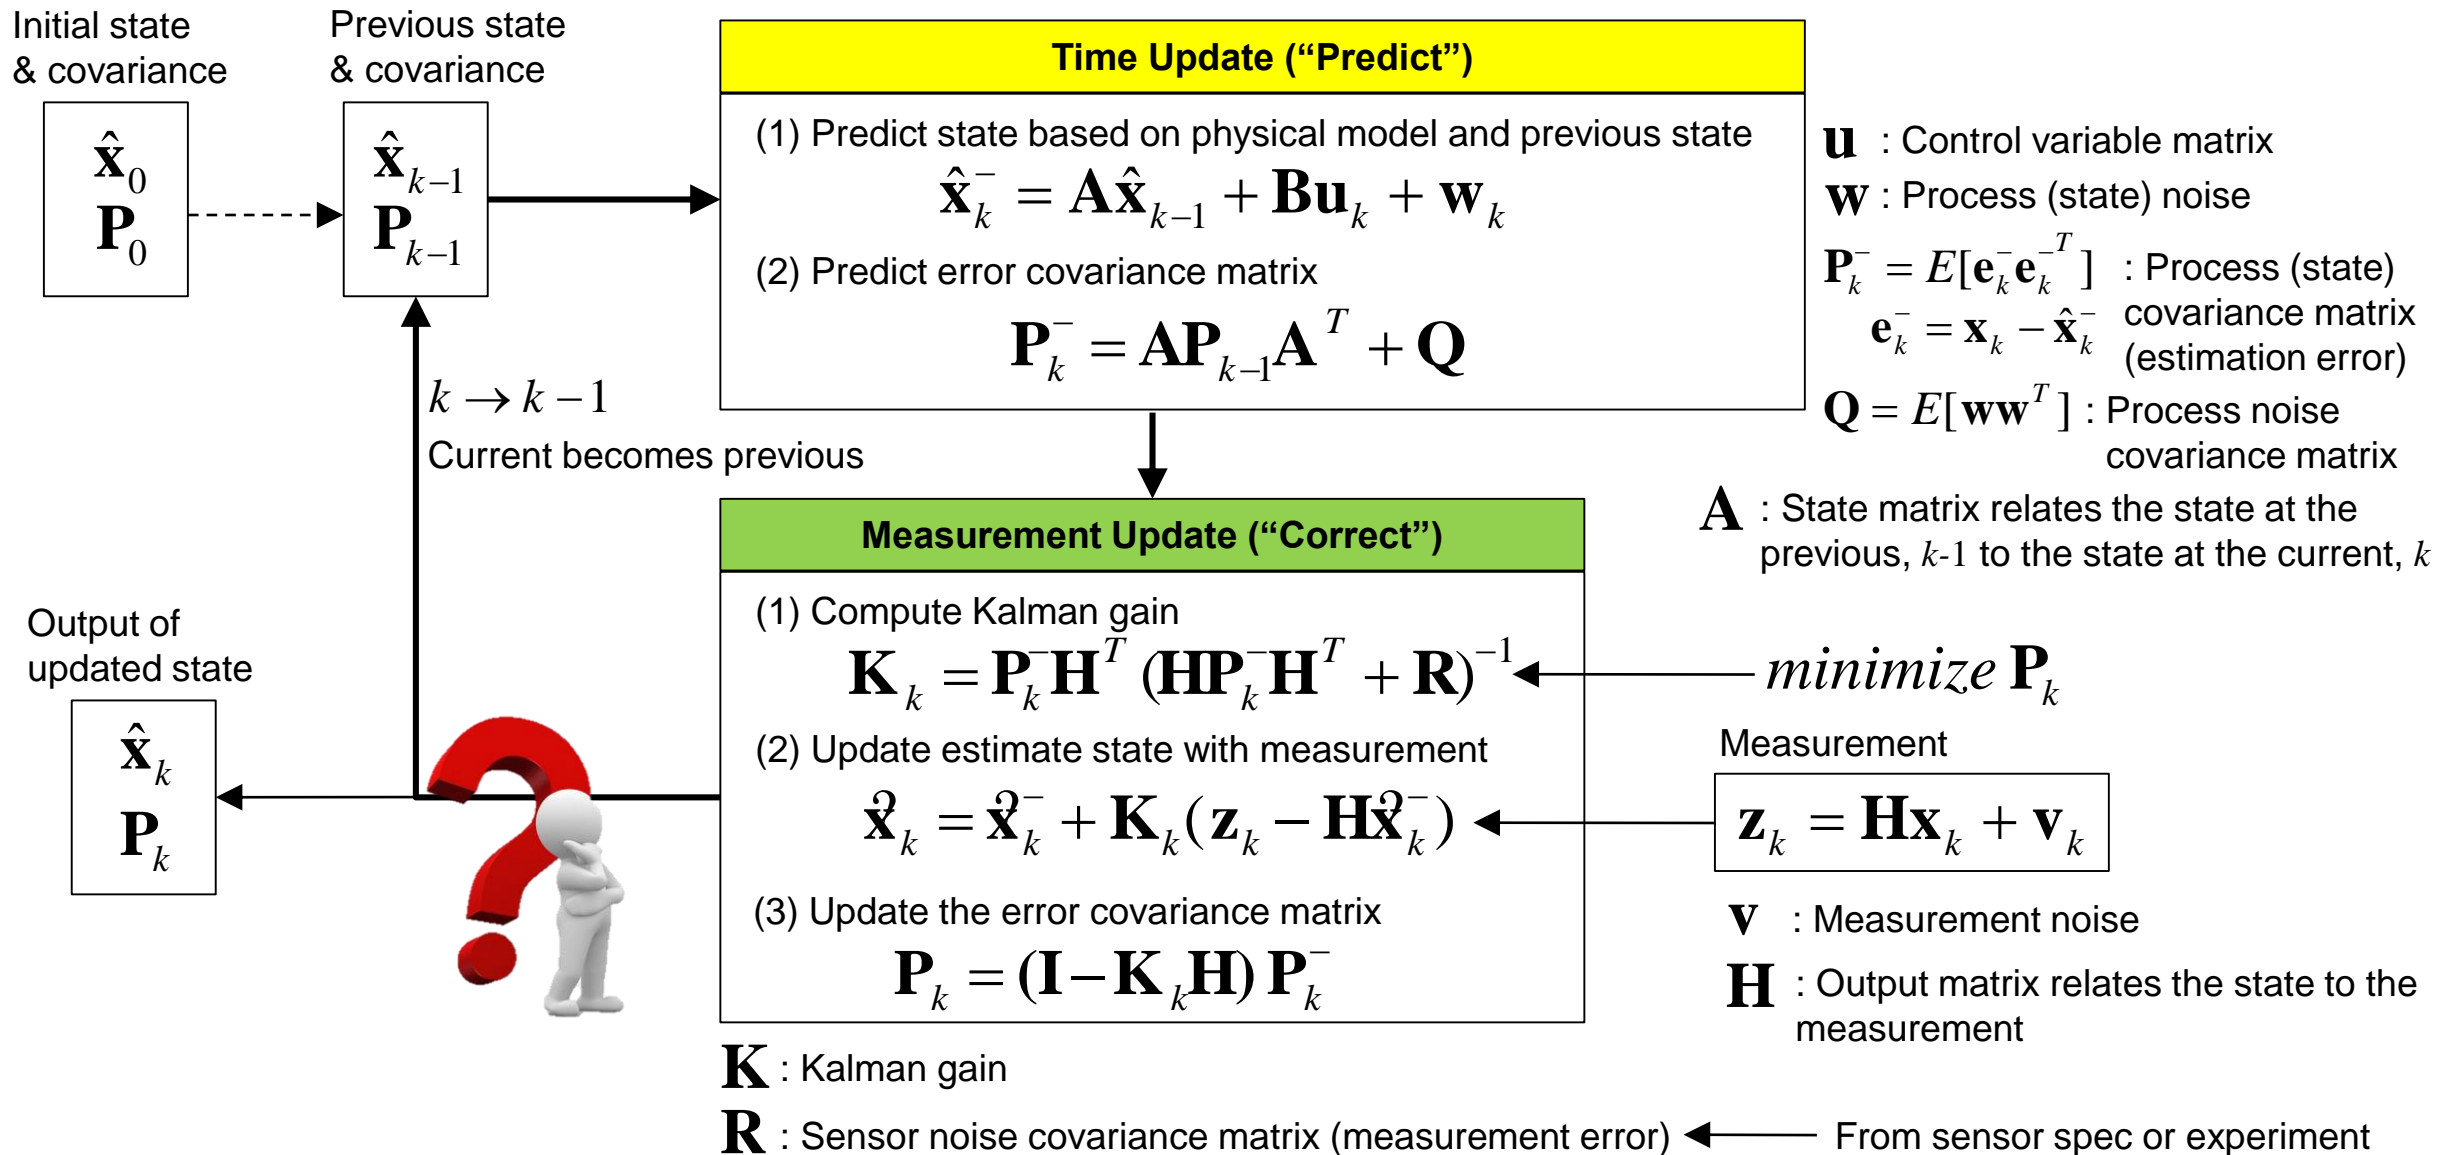 Initial state
& covariance
x̂₀
P₀
Previous state
& covariance
x̂ₖ₋₁
Pₖ₋₁
Time Update (“Predict”)
(1) Predict state based on physical model and previous state
x̂ₖ⁻ = Ax̂ₖ₋₁ + Buₖ + wₖ
(2) Predict error covariance matrix
Pₖ⁻ = APₖ₋₁Aᵀ + Q
u : Control variable matrix
w : Process (state) noise
Pₖ⁻ = E[eₖ⁻eₖ⁻ᵀ] : Process (state)
covariance matrix
eₖ⁻ = xₖ − x̂ₖ⁻
(estimation error)
Q = E[wwᵀ] : Process noise
covariance matrix
A : State matrix relates the state at the
previous, k-1 to the state at the current, k
k → k − 1
Current becomes previous
Measurement Update (“Correct”)
(1) Compute Kalman gain
Kₖ = Pₖ⁻Hᵀ (HPₖ⁻Hᵀ + R)⁻¹
minimize Pₖ
(2) Update estimate state with measurement
x̂ₖ = x̂ₖ⁻ + Kₖ(zₖ − Hx̂ₖ⁻)
Measurement
zₖ = Hxₖ + vₖ
(3) Update the error covariance matrix
Pₖ = (I − KₖH) Pₖ⁻
v : Measurement noise
H : Output matrix relates the state to the
measurement
Output of
updated state
x̂ₖ
Pₖ
?
K : Kalman gain
R : Sensor noise covariance matrix (measurement error)
From sensor spec or experiment